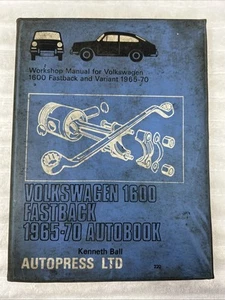 Workshop Manual for Volkswagen
1600 Fastback and Variant 1965-70
VOLKSWAGEN 1600
FASTBACK
1965-70 AUTOBOOK
Kenneth Ball
AUTOPRESS LTD